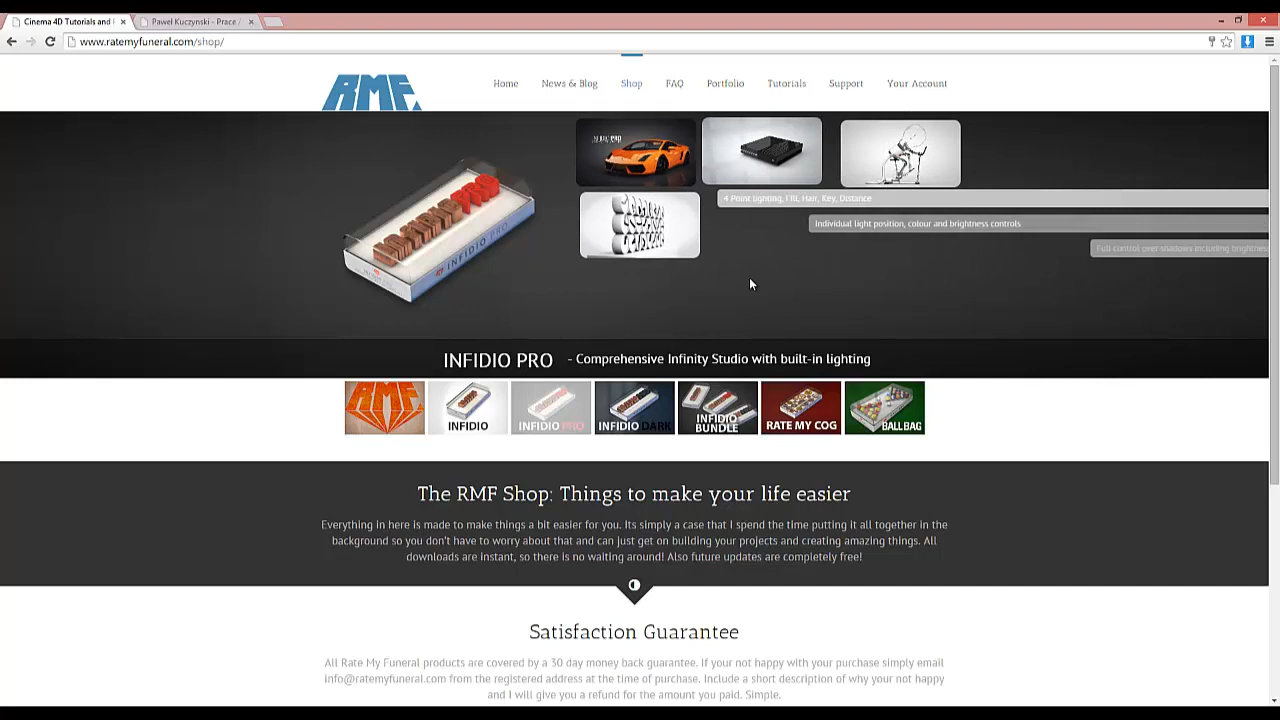 Cinema 4D Tutorials and
Pawel Kuczynski - Prace /
www.ratemyfuneral.com/shop/
RMF.
Home News & Blog Shop FAQ Portfolio Tutorials Support Your Account
4 Point lighting, Fill, Hair, Key, Distance
Individual light position, colour and brightness controls
Full control over shadows including brightne
INFIDIO PRO
INFIDIO PRO - Comprehensive Infinity Studio with built-in lighting
RMF. INFIDIO INFIDIO PRO INFIDIO DARK INFIDIO BUNDLE RATE MY COG BALLBAG
The RMF Shop: Things to make your life easier
Everything in here is made to make things a bit easier for you. Its simply a case that I spend the time putting it all together in the
background so you don't have to worry about that and can just get on building your projects and creating amazing things. All
downloads are instant, so there is no waiting around! Also future updates are completely free!
Satisfaction Guarantee
All Rate My Funeral products are covered by a 30 day money back guarantee. If your not happy with your purchase simply email
info@ratemyfuneral.com from the registered address at the time of purchase. Include a short description of why your not happy
and I will give you a refund for the amount you paid. Simple.